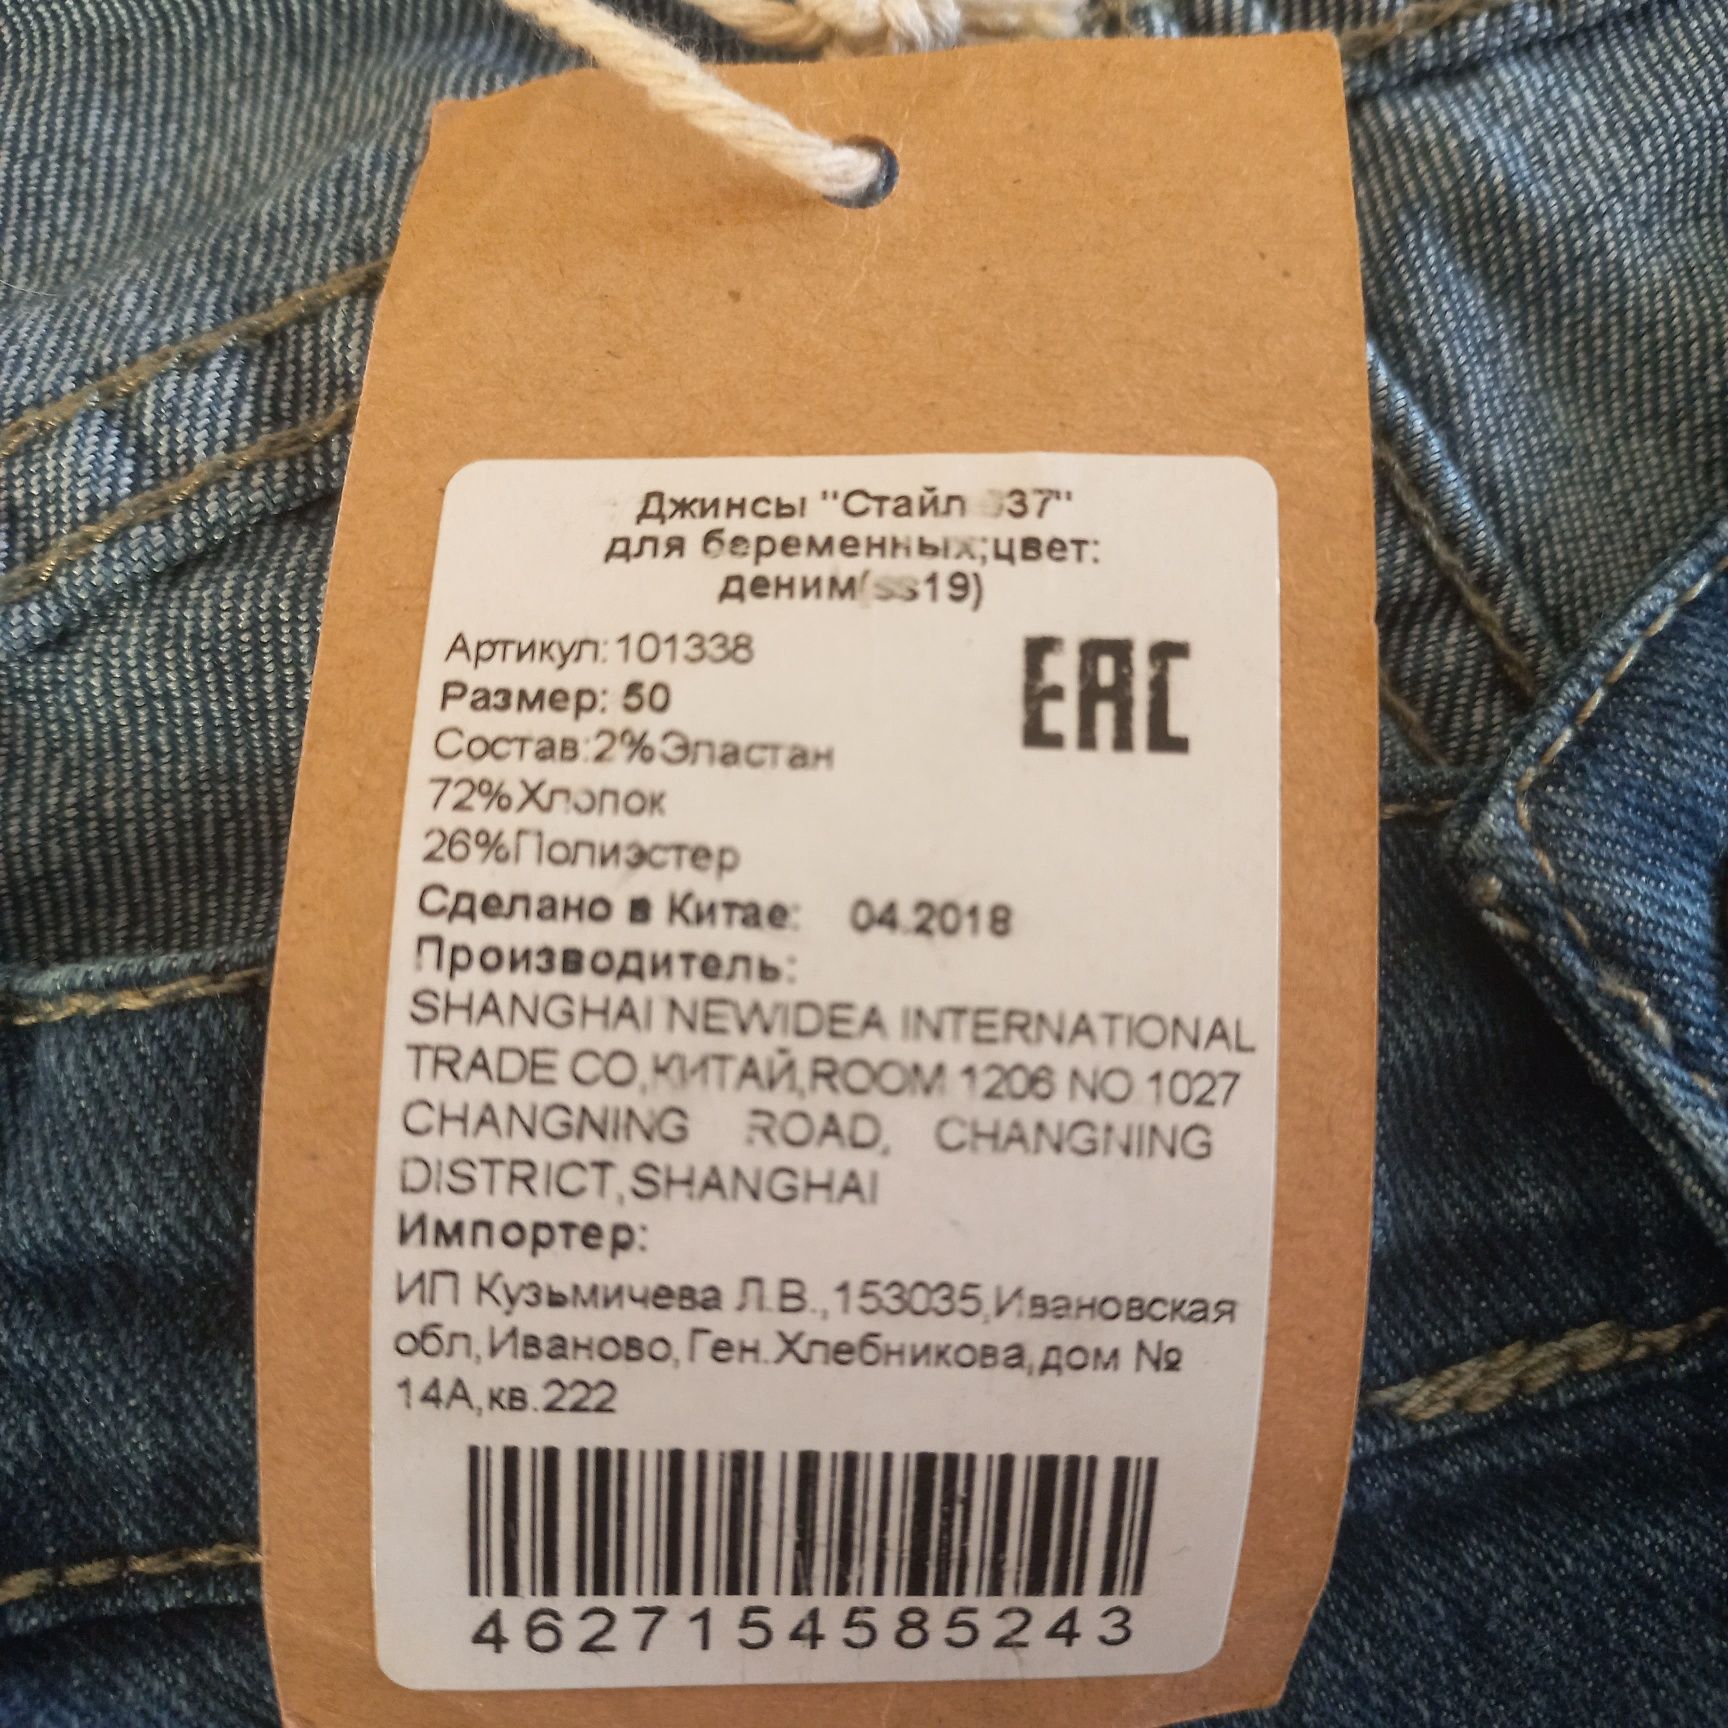 Джинсы "Стайл
для беременных;цвет:
деним(ss19)
Артикул:101338
Размер: 50
EAC
Состав:2%Эластан
72%Хлопок
26%Полиэстер
Сделано в Китае: 04.2018
Производитель:
SHANGHAI NEWIDEA INTERNATIONAL
TRADE CO,КИТАЙ,ROOM 1206 NO 1027
CHANGNING ROAD, CHANGNING
DISTRICT,SHANGHAI
Импортер:
ИП Кузьмичева Л.В.,153035,Ивановская
обл,Иваново,Ген.Хлебникова,дом №
14А,кв.222
4627154585243